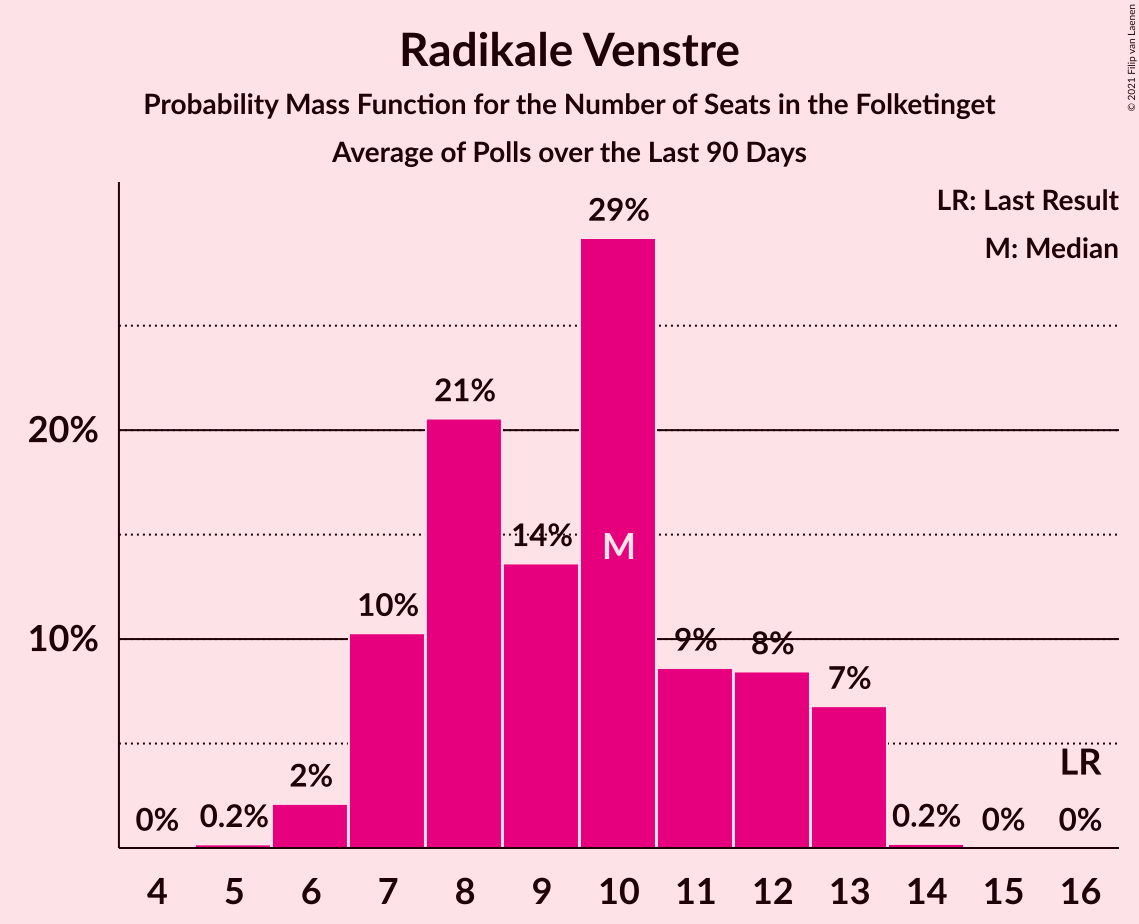 Radikale Venstre
Probability Mass Function for the Number of Seats in the Folketinget
Average of Polls over the Last 90 Days
© 2021 Filip van Laenen
LR: Last Result
M: Median
20%
10%
0%
0.2%
2%
10%
21%
14%
29%
M
9%
8%
7%
0.2%
0%
LR
0%
4 5 6 7 8 9 10 11 12 13 14 15 16